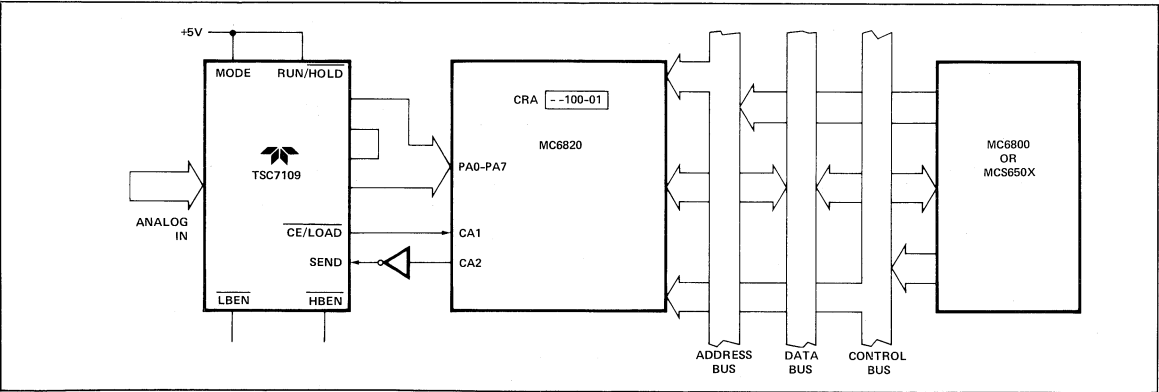 +5V
MODE RUN/HOLD
TSC7109
ANALOG
IN
CE/LOAD
SEND
LBEN HBEN
CRA --100-01
MC6820
PA0-PA7
CA1
CA2
ADDRESS
BUS
DATA
BUS
CONTROL
BUS
MC6800
OR
MCS650X